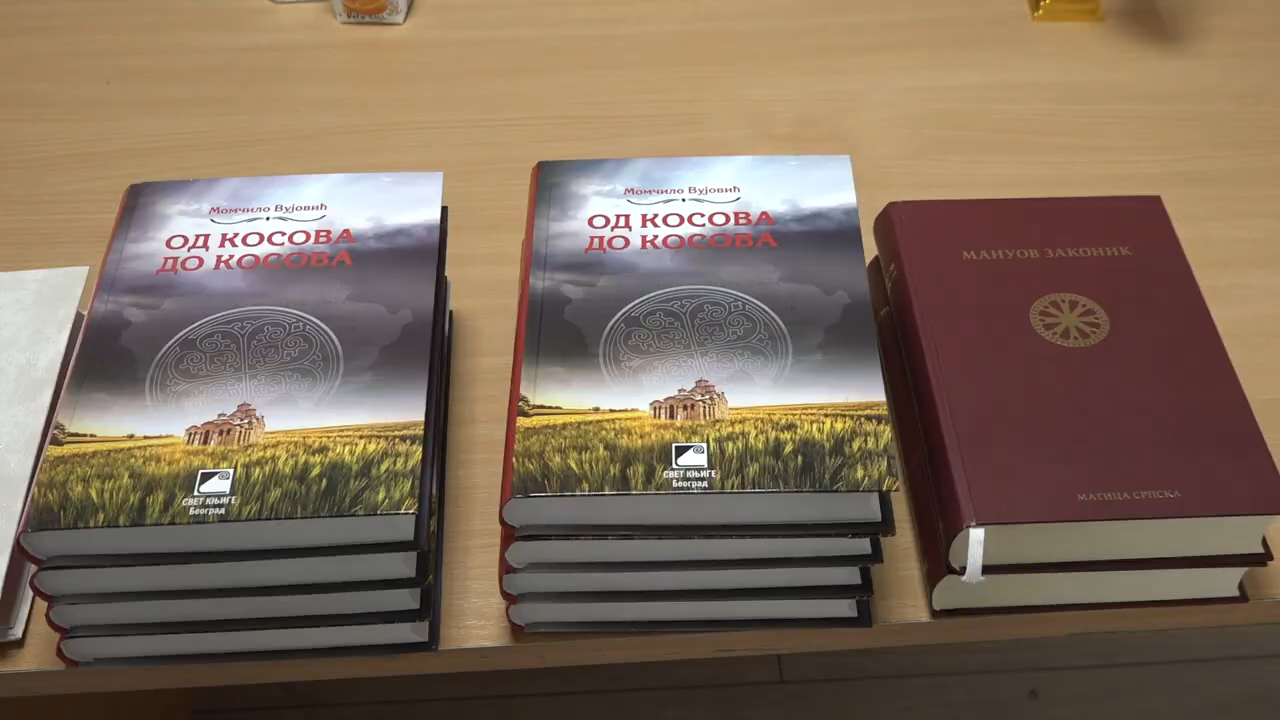 Момчило Вујовић
ОД КОСОВА
ДО КОСОВА
СВЕТ КЊИГЕ
Београд
Момчило Вујовић
ОД КОСОВА
ДО КОСОВА
СВЕТ КЊИГЕ
Београд
МАНУОВ ЗАКОНИК
МАТИЦА СРПСКА